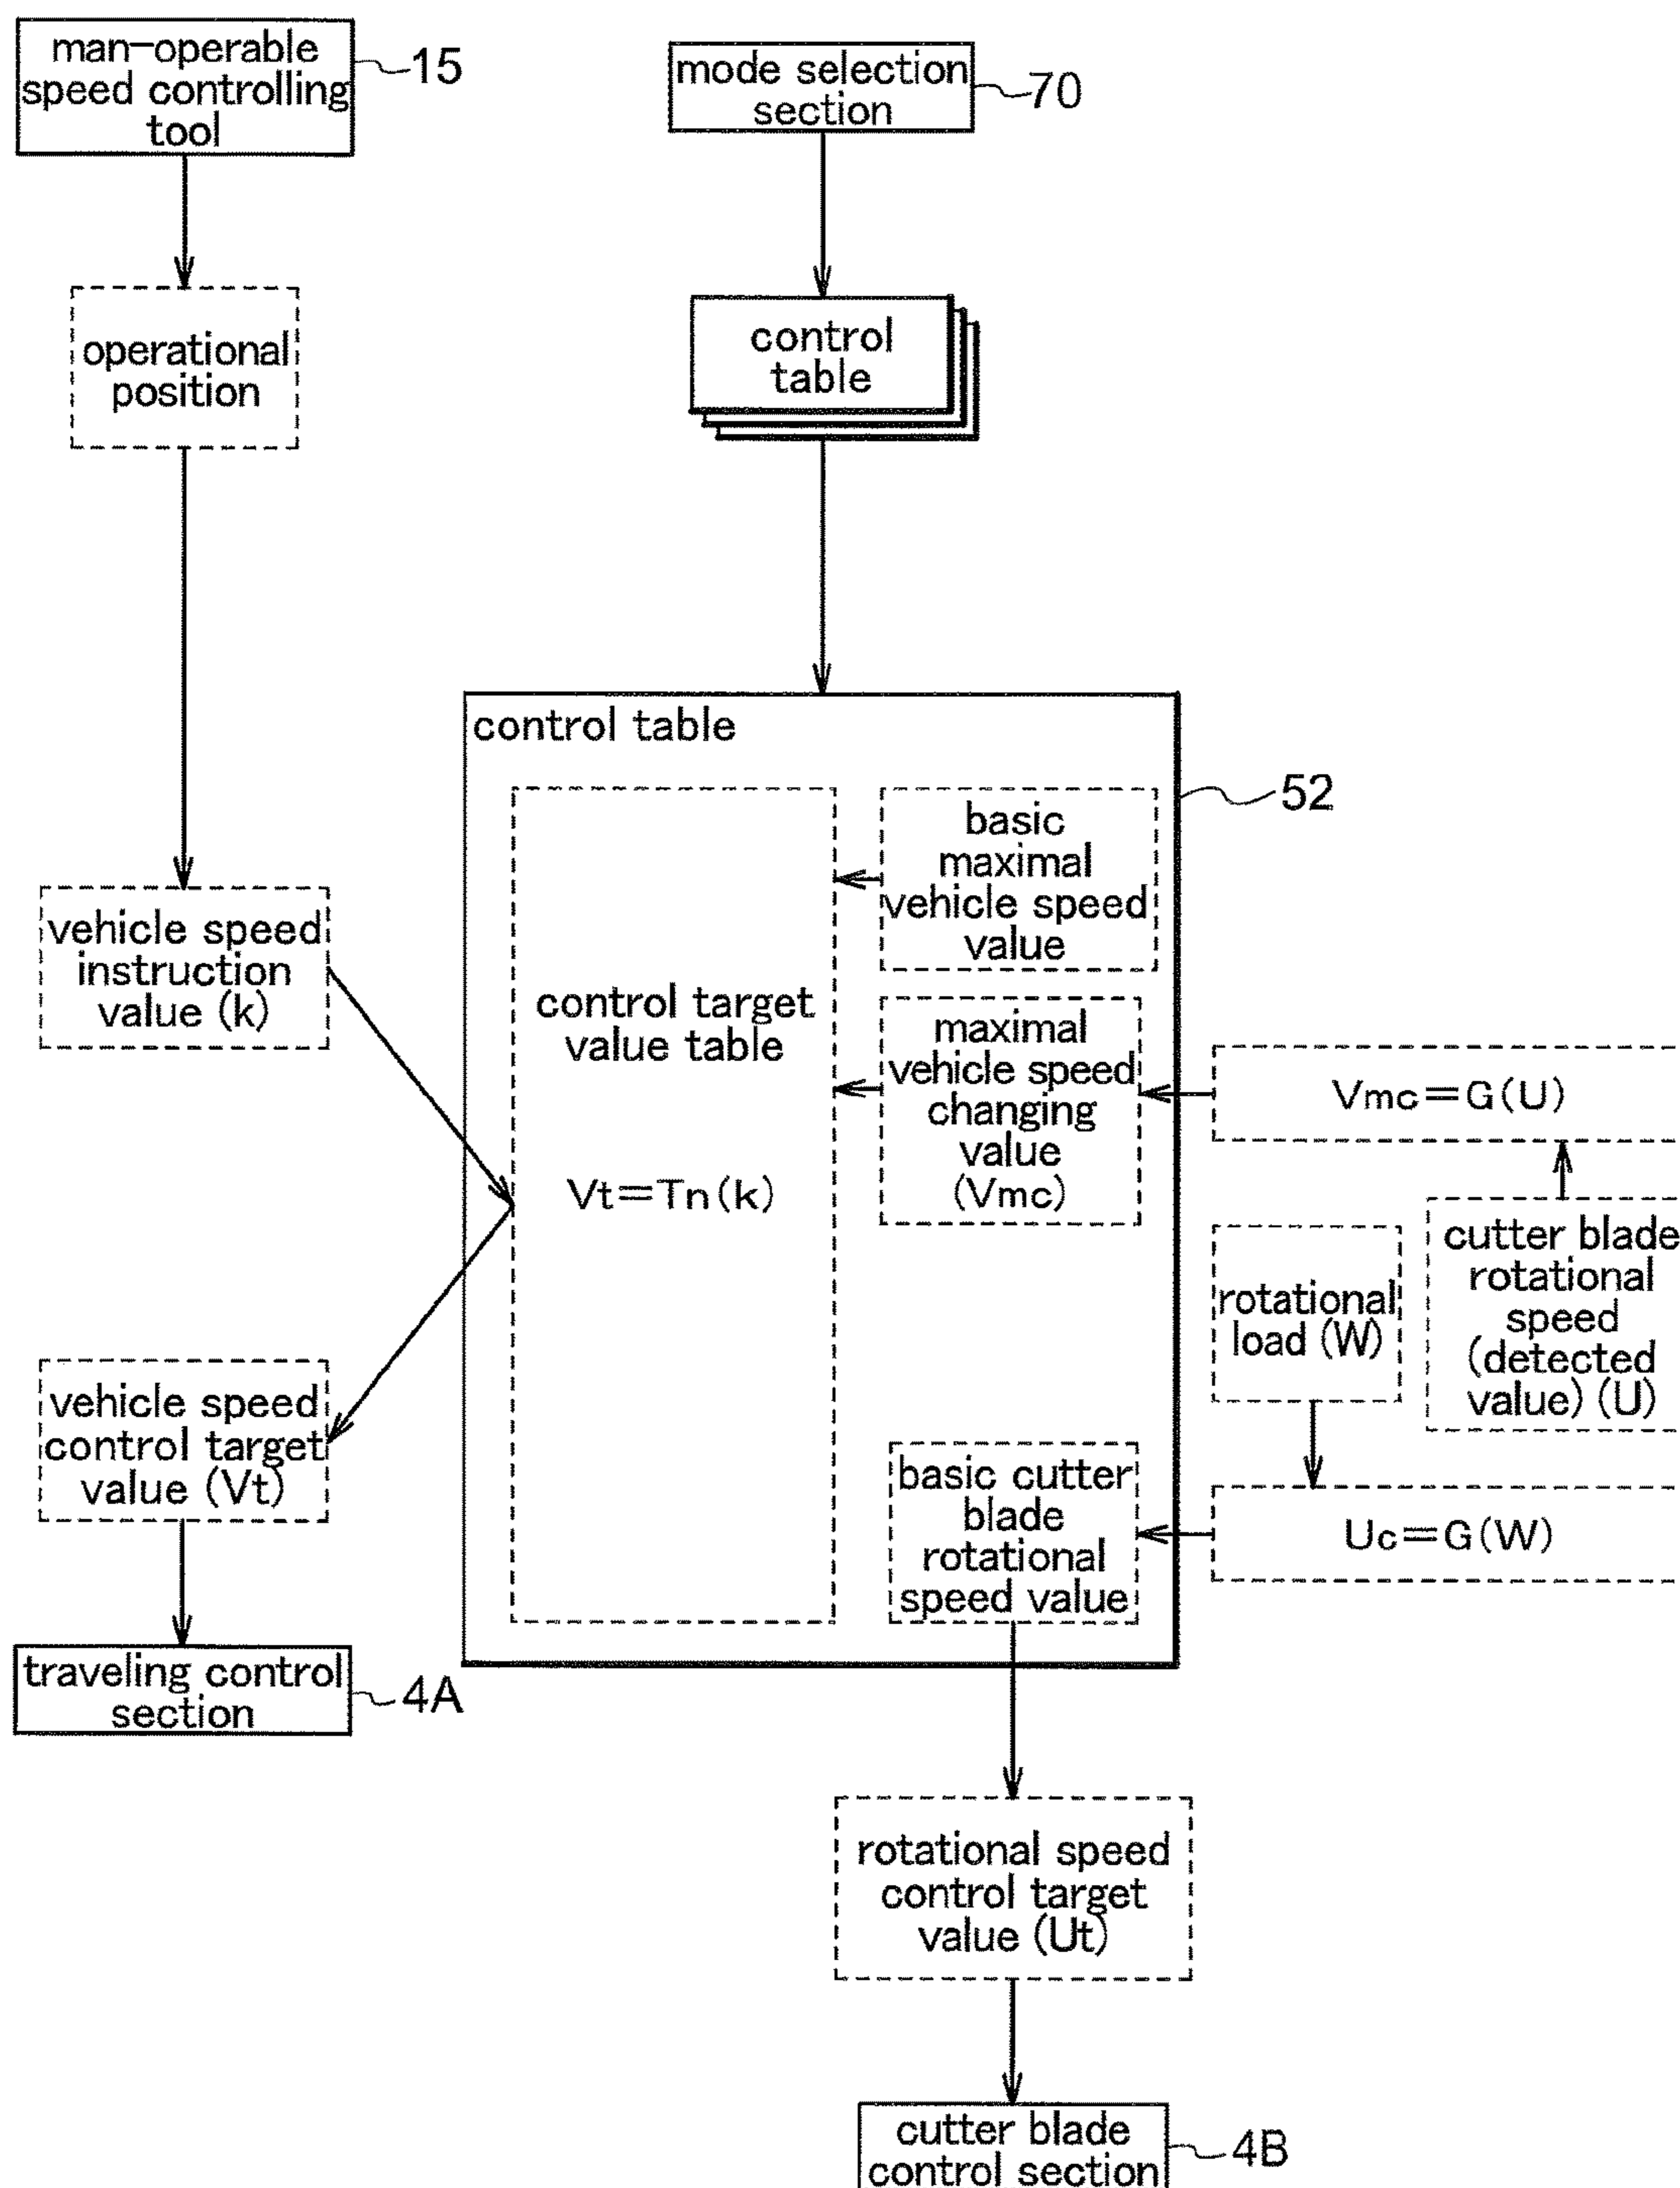 man-operable
speed controlling
tool
15
mode selection
section
70
operational
position
control
table
control table
52
basic
maximal
vehicle speed
value
vehicle speed
instruction
value (k)
control target
value table
Vt=Tn(k)
maximal
vehicle speed
changing
value
(Vmc)
Vmc=G(U)
rotational
load (W)
cutter blade
rotational
speed
(detected
value) (U)
vehicle speed
control target
value (Vt)
basic cutter
blade
rotational
speed value
Uc=G(W)
traveling control
section
4A
rotational speed
control target
value (Ut)
cutter blade
control section
4B